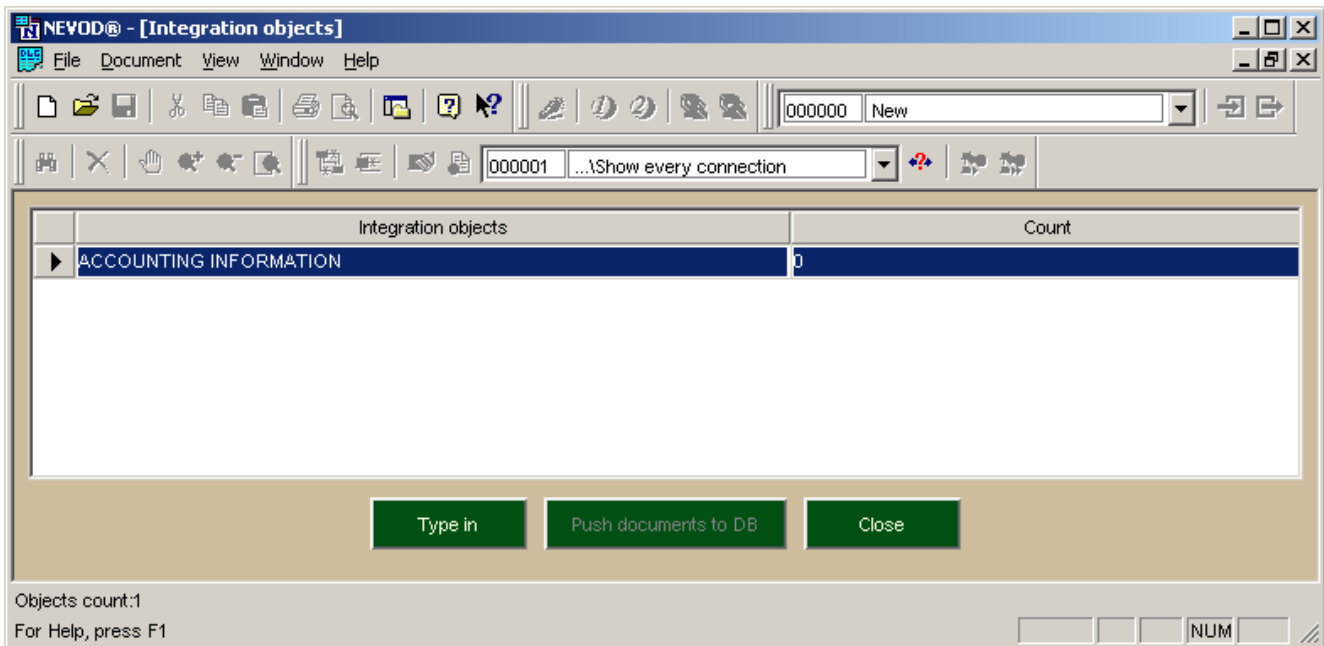 NEVOD® - [Integration objects]
File Document View Window Help
000000 New
000001 ...\Show every connection
Integration objects Count
ACCOUNTING INFORMATION 0
Type in Push documents to DB Close
Objects count:1
For Help, press F1 NUM